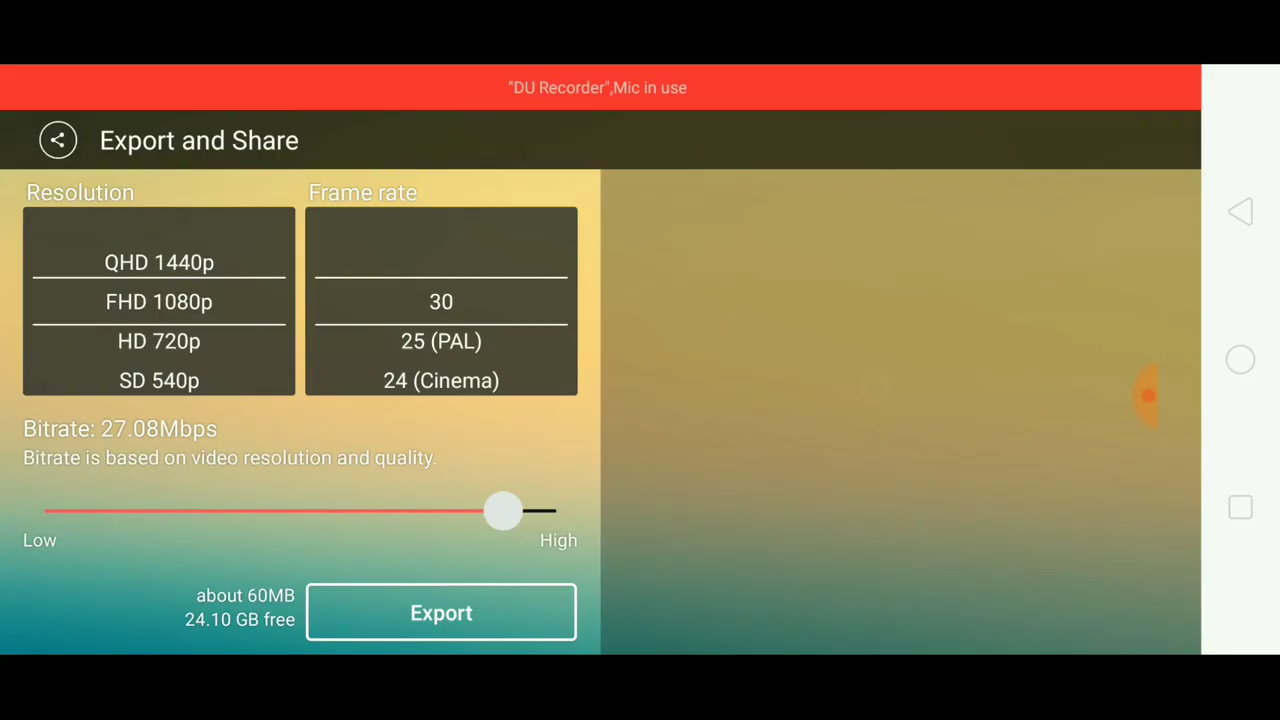 "DU Recorder",Mic in use
Export and Share
Resolution
Frame rate
QHD 1440p
FHD 1080p
HD 720p
SD 540p
30
25 (PAL)
24 (Cinema)
Bitrate: 27.08Mbps
Bitrate is based on video resolution and quality.
Low
High
about 60MB
24.10 GB free
Export